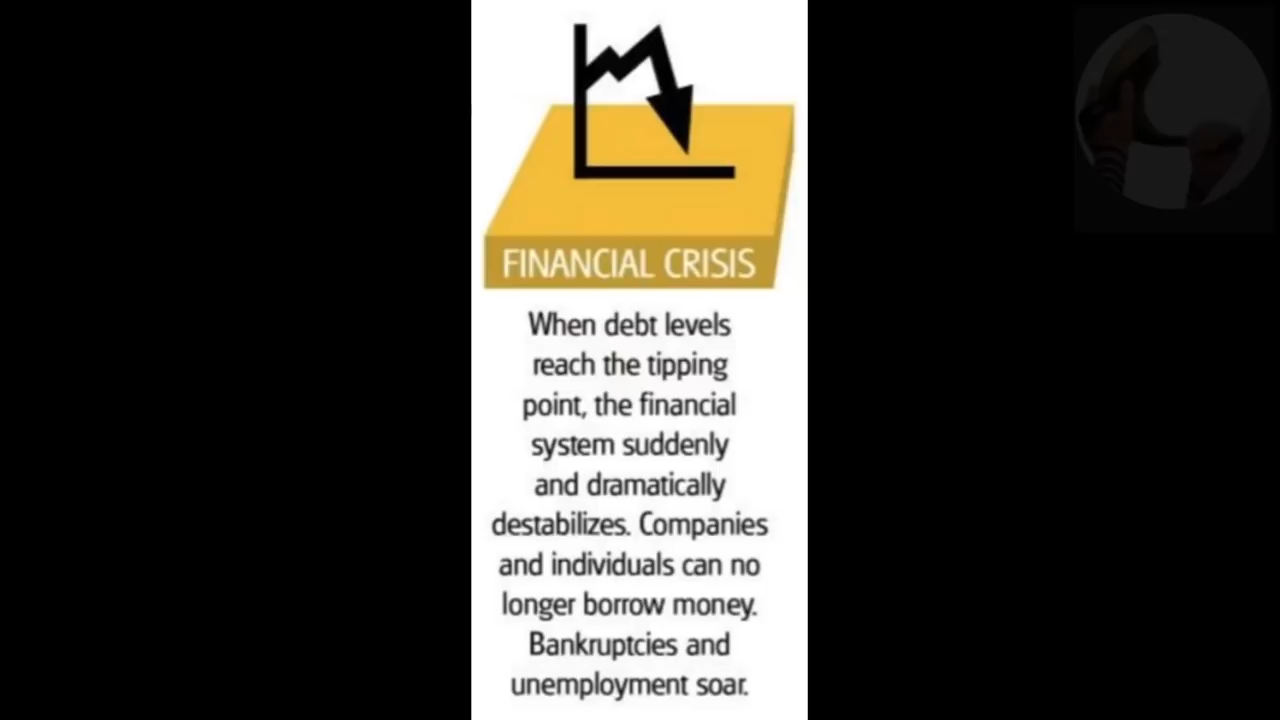 FINANCIAL CRISIS
When debt levels
reach the tipping
point, the financial
system suddenly
and dramatically
destabilizes. Companies
and individuals can no
longer borrow money.
Bankruptcies and
unemployment soar.